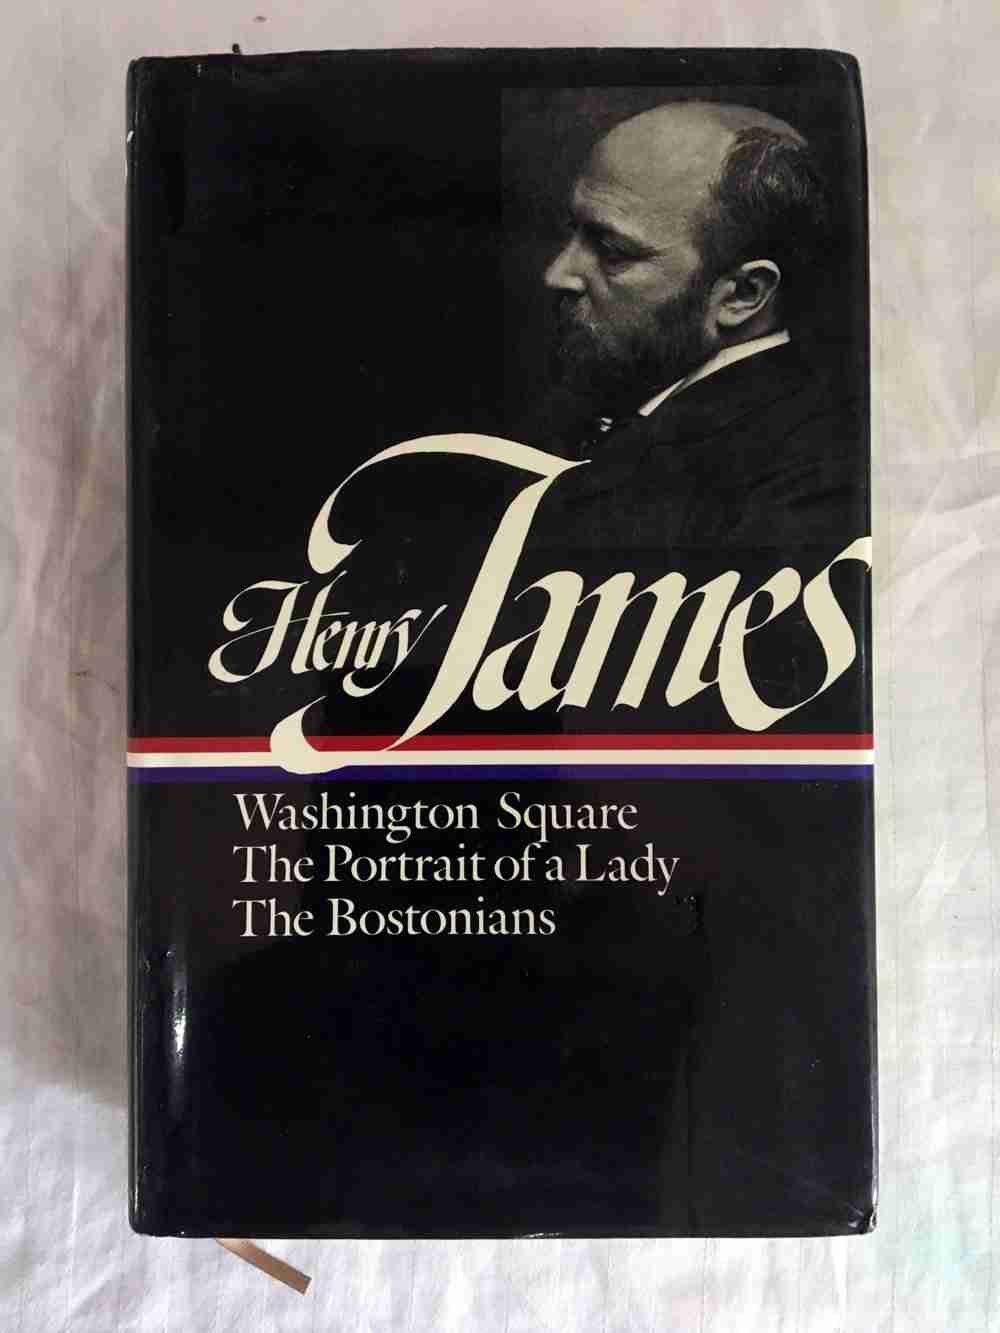 Henry James
Washington Square
The Portrait of a Lady
The Bostonians